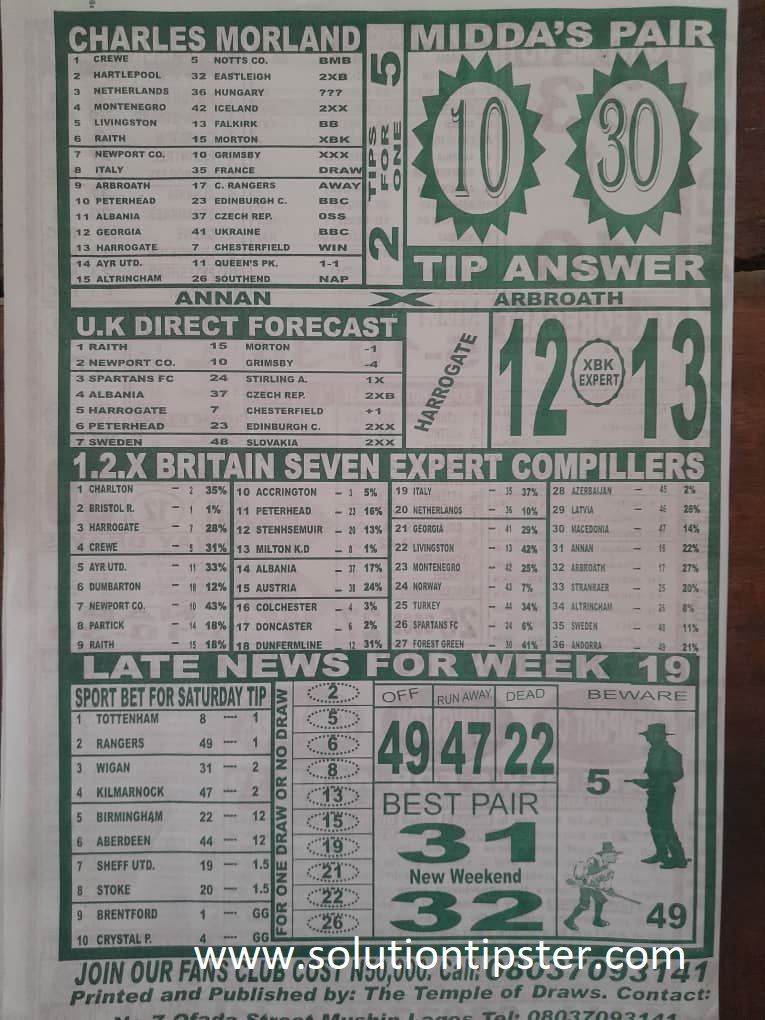 CHARLES MORLAND
1 CREWE 5 NOTTS CO. BMB
2 HARTLEPOOL 32 EASTLEIGH 2XB
3 NETHERLANDS 36 HUNGARY ???
4 MONTENEGRO 42 ICELAND 2XX
5 LIVINGSTON 13 FALKIRK BB
6 RAITH 15 MORTON XBK
7 NEWPORT CO. 10 GRIMSBY XXX
8 ITALY 35 FRANCE DRAW
9 ARBROATH 17 C. RANGERS AWAY
10 PETERHEAD 23 EDINBURGH C. BBC
11 ALBANIA 37 CZECH REP. OSS
12 GEORGIA 41 UKRAINE BBC
13 HARROGATE 7 CHESTERFIELD WIN
14 AYR UTD. 11 QUEEN'S PK. 1-1
15 ALTRINCHAM 26 SOUTHEND NAP
2 TIPS FOR ONE 5
MIDDA'S PAIR
10 30
TIP ANSWER
ANNAN X ARBROATH
U.K DIRECT FORECAST
1 RAITH 15 MORTON -1
2 NEWPORT CO. 10 GRIMSBY -4
3 SPARTANS FC 24 STIRLING A. 1X
4 ALBANIA 37 CZECH REP. 2XB
5 HARROGATE 7 CHESTERFIELD +1
6 PETERHEAD 23 EDINBURGH C. 2XX
7 SWEDEN 48 SLOVAKIA 2XX
HARROGATE
12 XBK EXPERT 13
1.2.X BRITAIN SEVEN EXPERT COMPILLERS
1 CHARLTON - 2 35%
2 BRISTOL R. - 1 1%
3 HARROGATE - 7 28%
4 CREWE - 5 31%
5 AYR UTD. - 11 33%
6 DUMBARTON - 18 12%
7 NEWPORT CO. - 10 43%
8 PARTICK - 14 18%
9 RAITH - 15 16%
10 ACCRINGTON - 3 5%
11 PETERHEAD - 23 16%
12 STENHSEMUIR - 20 13%
13 MILTON K.D - 8 1%
14 ALBANIA - 37 17%
15 AUSTRIA - 38 24%
16 COLCHESTER - 4 3%
17 DONCASTER - 6 2%
18 DUNFERMLINE - 12 31%
19 ITALY - 35 37%
20 NETHERLANDS - 36 10%
21 GEORGIA - 41 29%
22 LIVINGSTON - 13 42%
23 MONTENEGRO - 42 25%
24 NORWAY - 43 7%
25 TURKEY - 44 34%
26 SPARTANS FC - 24 6%
27 FOREST GREEN - 30 41%
28 AZERBAIJAN - 45 2%
29 LATVIA - 46 26%
30 MACEDONIA - 47 14%
31 ANNAN - 16 22%
32 ARBROATH - 17 27%
33 STRANRAER - 25 20%
34 ALTRINCHAM - 26 8%
35 SWEDEN - 48 11%
36 ANDORRA - 49 21%
LATE NEWS FOR WEEK 19
SPORT BET FOR SATURDAY TIP
1 TOTTENHAM 8 ---- 1
2 RANGERS 49 ---- 1
3 WIGAN 31 ---- 2
4 KILMARNOCK 47 ---- 2
5 BIRMINGHAM 22 ---- 12
6 ABERDEEN 44 ---- 12
7 SHEFF UTD. 19 ---- 1.5
8 STOKE 20 ---- 1.5
9 BRENTFORD 1 ---- GG
10 CRYSTAL P. 4 ---- GG
FOR ONE DRAW OR NO DRAW
2
5
6
8
13
15
19
21
22
26
OFF RUN AWAY DEAD
49 47 22
BEST PAIR
31
New Weekend
32
BEWARE
5
49
www.solutiontipster.com
JOIN OUR FANS CLUB COST N50,000. Call: 08037093141
Printed and Published by: The Temple of Draws. Contact:
No 7 Ofada Street Mushin Lagos Tel: 08037093141